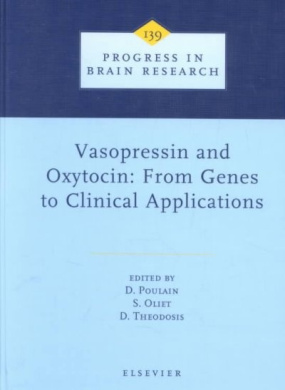 139
PROGRESS IN
BRAIN RESEARCH
Vasopressin and
Oxytocin: From Genes
to Clinical Applications
EDITED BY
D. POULAIN
S. OLIET
D. THEODOSIS
ELSEVIER